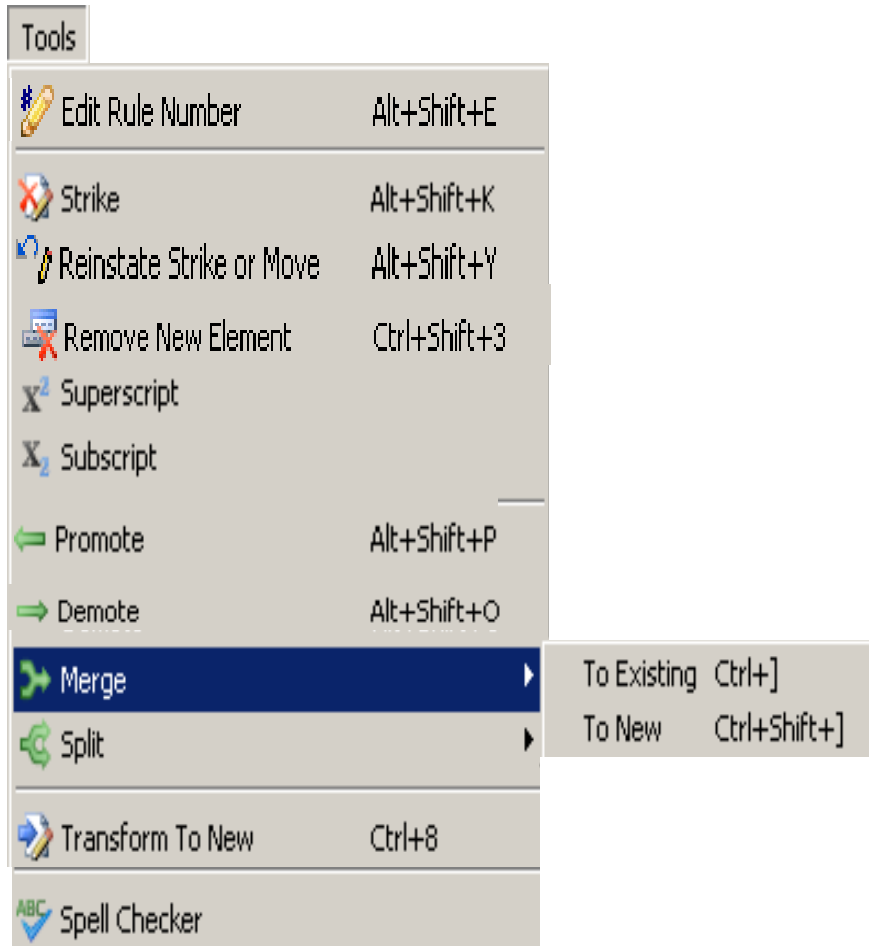 Tools
Edit Rule Number Alt+Shift+E
Strike Alt+Shift+K
Reinstate Strike or Move Alt+Shift+Y
Remove New Element Ctrl+Shift+3
X² Superscript
X₂ Subscript
Promote Alt+Shift+P
Demote Alt+Shift+O
Merge To Existing Ctrl+]
Split To New Ctrl+Shift+]
Transform To New Ctrl+8
ABC Spell Checker